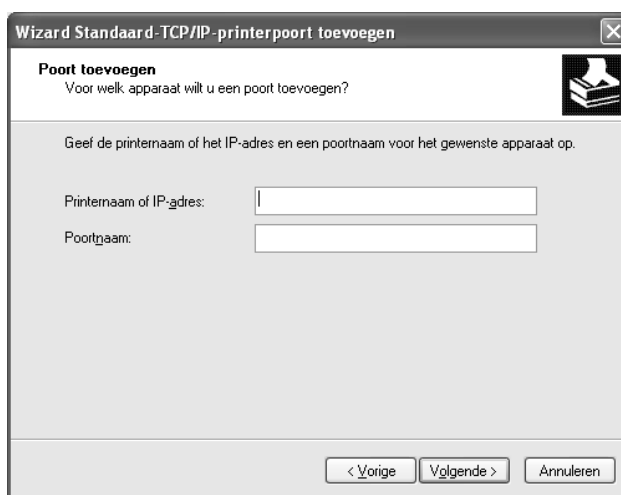 Wizard Standaard-TCP/IP-printerpoort toevoegen
Poort toevoegen
Voor welk apparaat wilt u een poort toevoegen?
Geef de printernaam of het IP-adres en een poortnaam voor het gewenste apparaat op.
Printernaam of IP-adres:
Poortnaam:
< Vorige
Volgende >
Annuleren